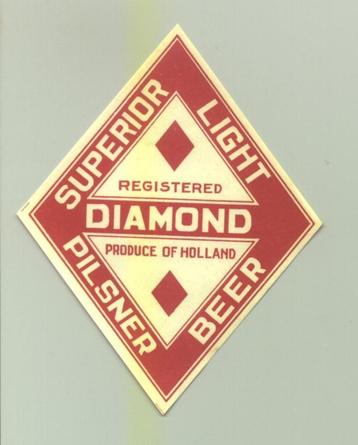 SUPERIOR LIGHT
REGISTERED
DIAMOND
PRODUCE OF HOLLAND
PILSNER BEER